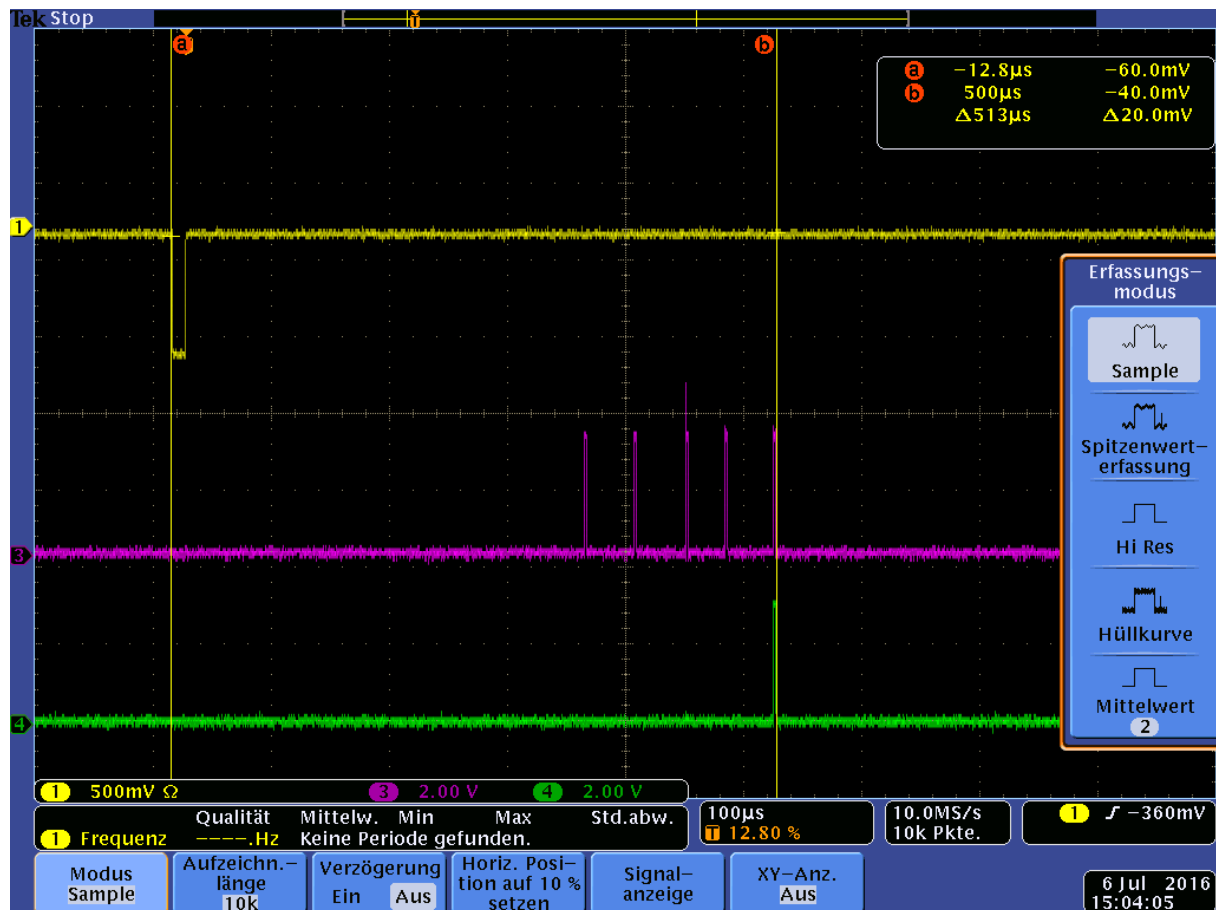 Tek Stop
T
a
b
a −12.8µs −60.0mV
b 500µs −40.0mV
Δ513µs Δ20.0mV
1
3
4
Erfassungs−
modus
Sample
Spitzenwert−
erfassung
Hi Res
Hüllkurve
Mittelwert
2
1 500mV Ω 3 2.00 V 4 2.00 V
Qualität Mittelw. Min Max Std.abw.
1 Frequenz −−−−.Hz Keine Periode gefunden.
100µs
T 12.80 %
10.0MS/s
10k Pkte.
1 −360mV
Modus
Sample
Aufzeichn.−
länge
10k
Verzögerung
Ein Aus
Horiz. Posi−
tion auf 10 %
setzen
Signal−
anzeige
XY−Anz.
Aus
6 Jul 2016
15:04:05